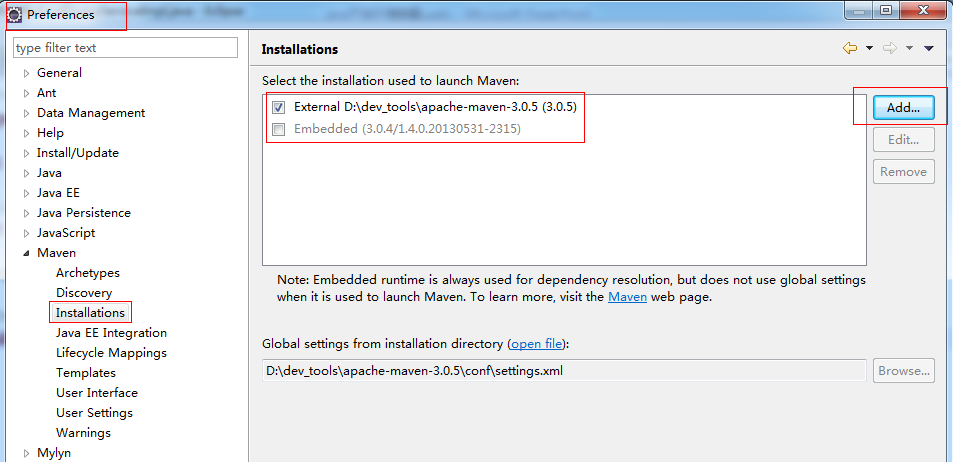 Preferences
type filter text
General
Ant
Data Management
Help
Install/Update
Java
Java EE
Java Persistence
JavaScript
Maven
Archetypes
Discovery
Installations
Java EE Integration
Lifecycle Mappings
Templates
User Interface
User Settings
Warnings
Mylyn
Installations
Select the installation used to launch Maven:
External D:\dev_tools\apache-maven-3.0.5 (3.0.5)
Embedded (3.0.4/1.4.0.20130531-2315)
Add...
Edit...
Remove
Note: Embedded runtime is always used for dependency resolution, but does not use global settings
when it is used to launch Maven. To learn more, visit the Maven web page.
Global settings from installation directory (open file):
D:\dev_tools\apache-maven-3.0.5\conf\settings.xml
Browse...